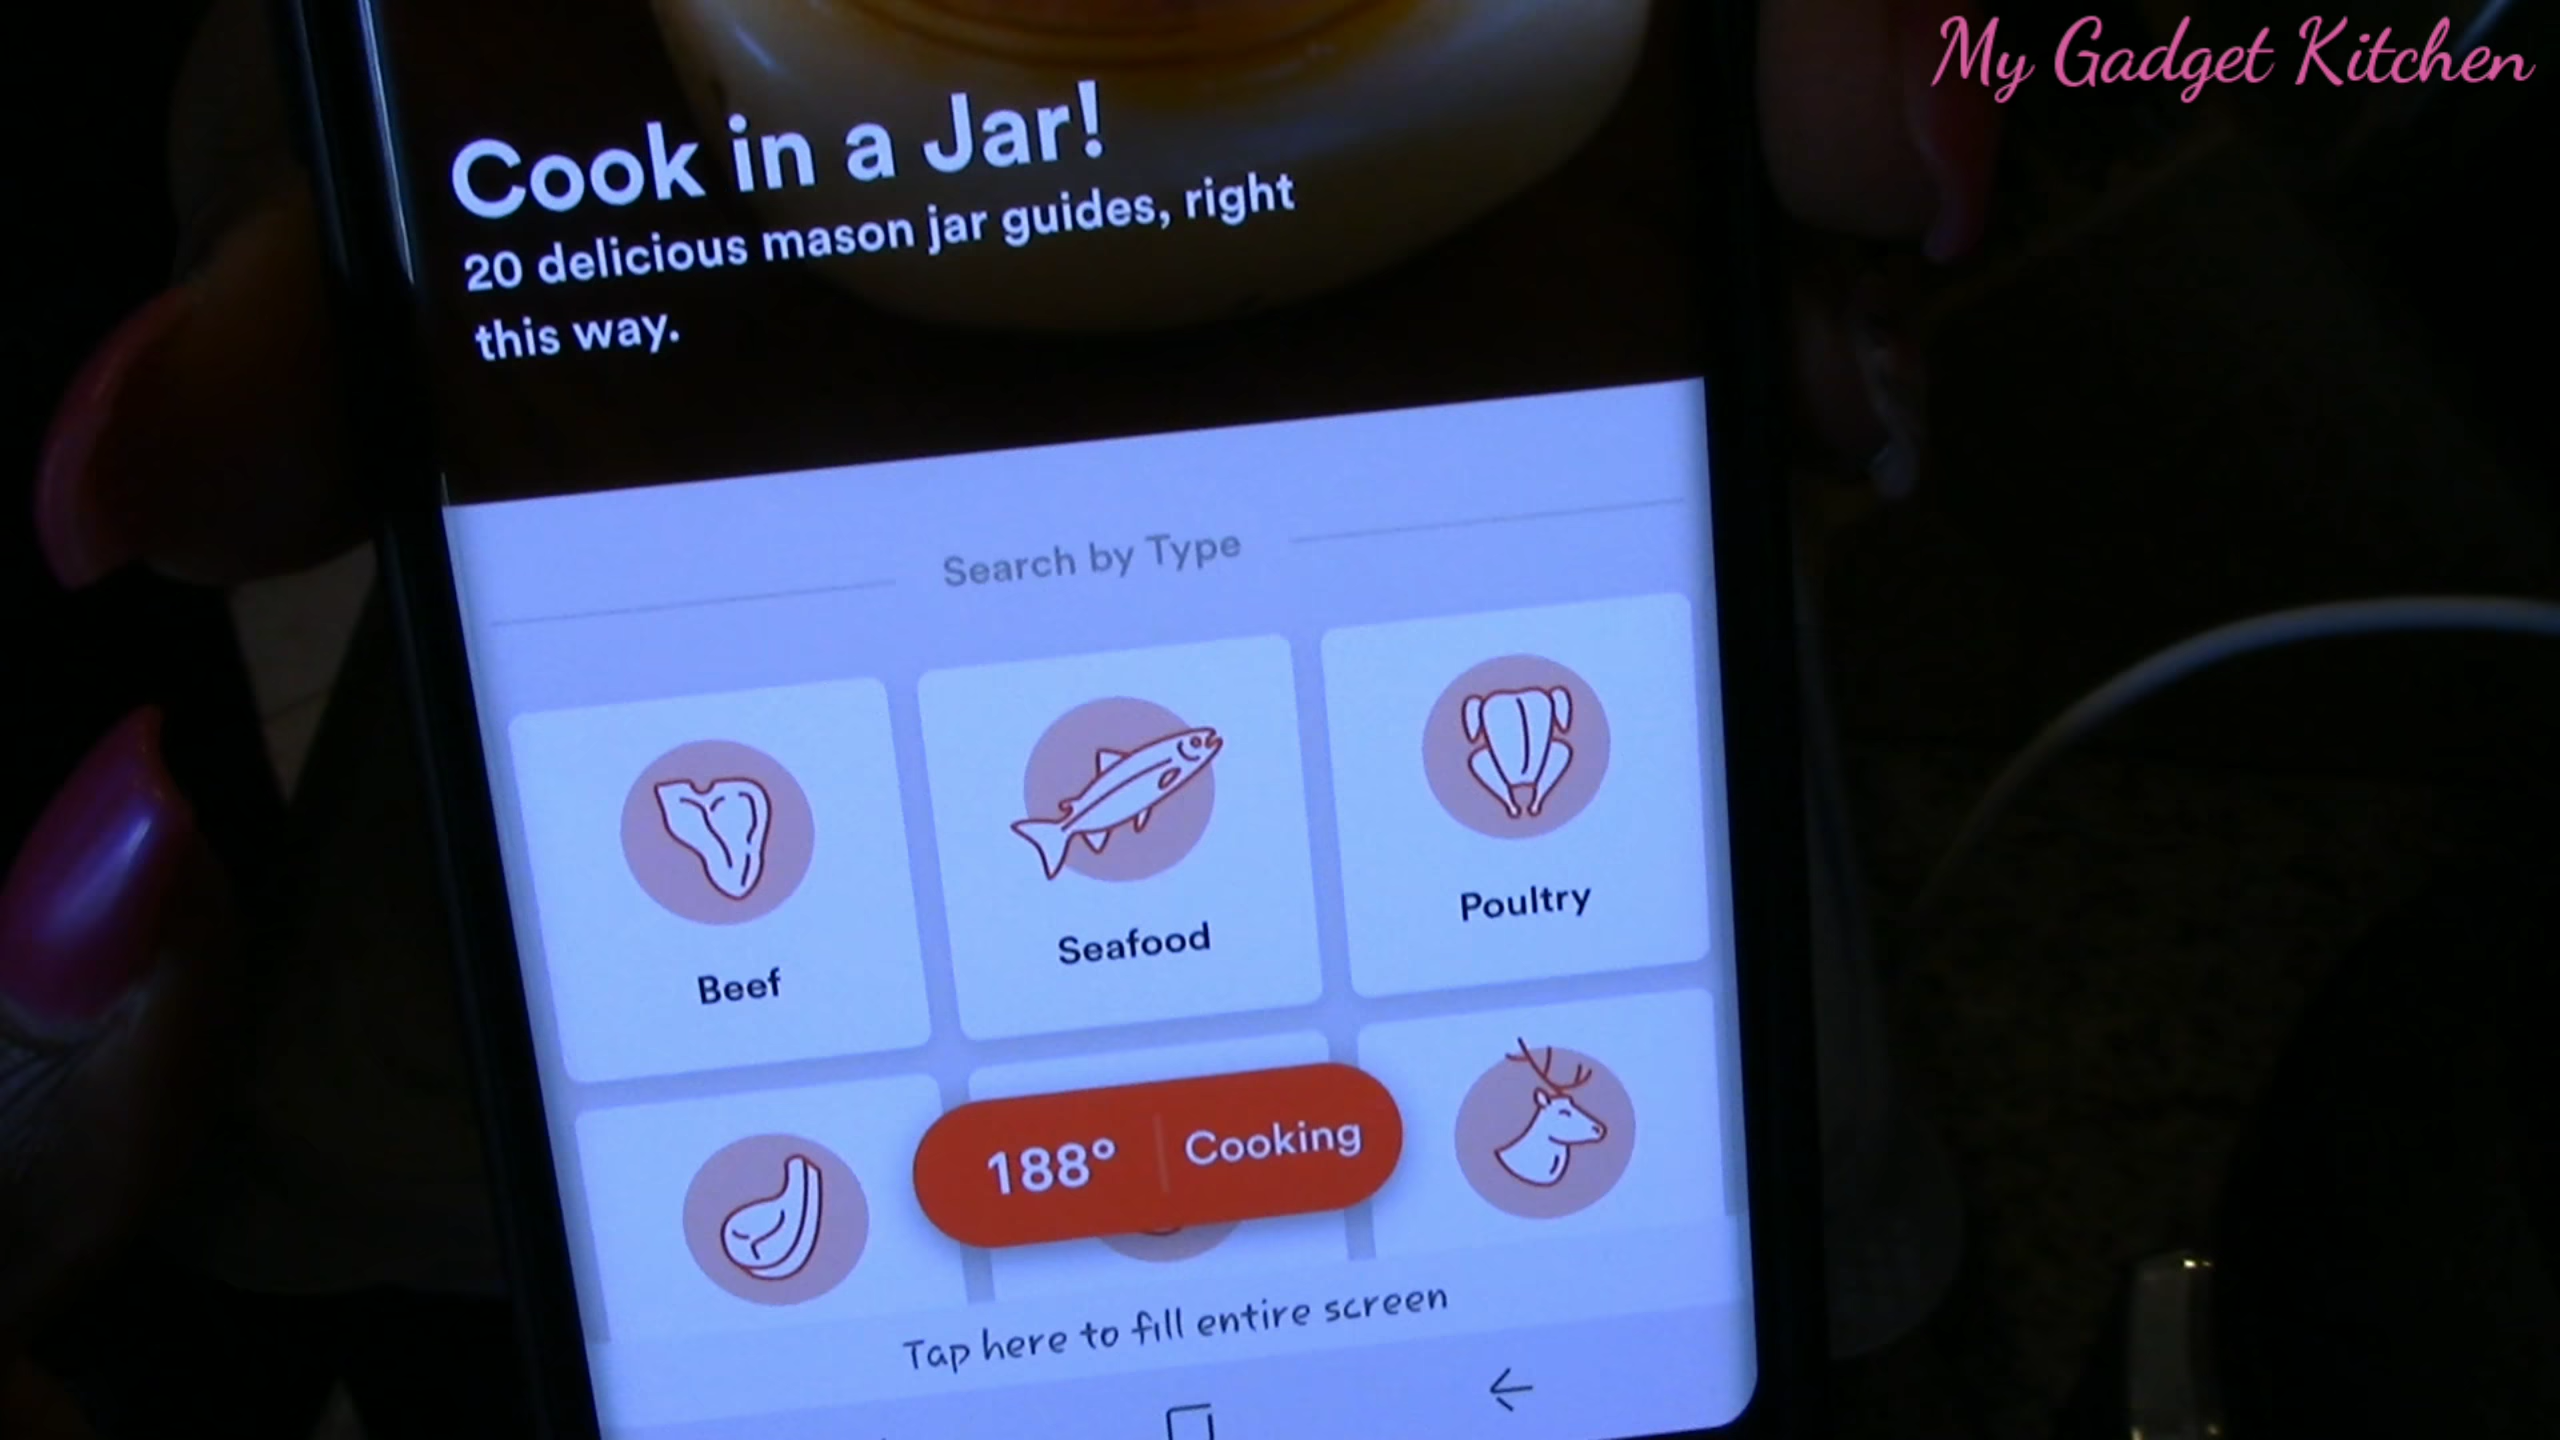 My Gadget Kitchen
Cook in a Jar!
20 delicious mason jar guides, right
this way.
Search by Type
Beef
Seafood
Poultry
188° Cooking
Tap here to fill entire screen